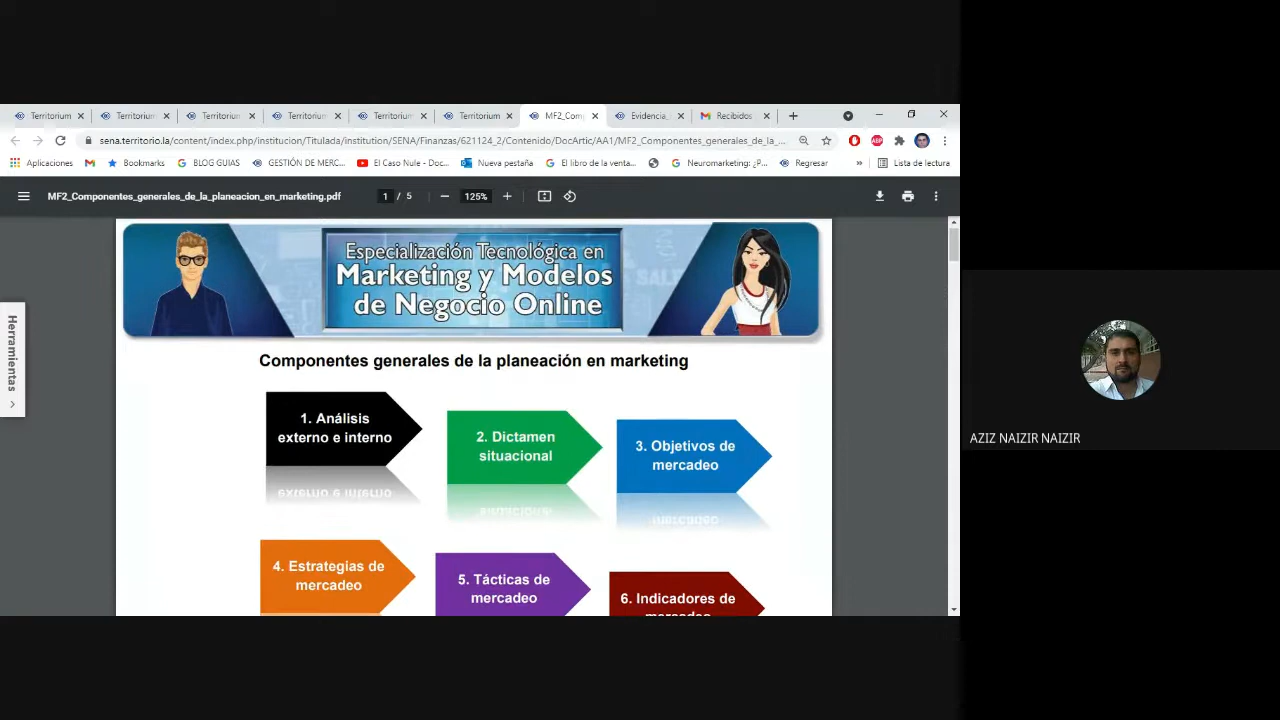 Territorium
Territorium
Territorium
Territorium
Territorium
Territorium
MF2_Com
Evidencia_
Recibidos
sena.territorio.la/content/index.php/institucion/Titulada/institution/SENA/Finanzas/621124_2/Contenido/DocArtic/AA1/MF2_Componentes_generales_de_la_...
Aplicaciones
Bookmarks
BLOG GUIAS
GESTIÓN DE MERC...
El Caso Nule - Doc...
Nueva pestaña
El libro de la venta...
Neuromarketing: ¿P...
Regresar
»
Lista de lectura
MF2_Componentes_generales_de_la_planeacion_en_marketing.pdf
1 / 5
125%
Especialización Tecnológica en
Marketing y Modelos
de Negocio Online
Herramientas
Componentes generales de la planeación en marketing
1. Análisis
externo e interno
2. Dictamen
situacional
3. Objetivos de
mercadeo
4. Estrategias de
mercadeo
5. Tácticas de
mercadeo
6. Indicadores de
mercadeo
AZIZ NAIZIR NAIZIR